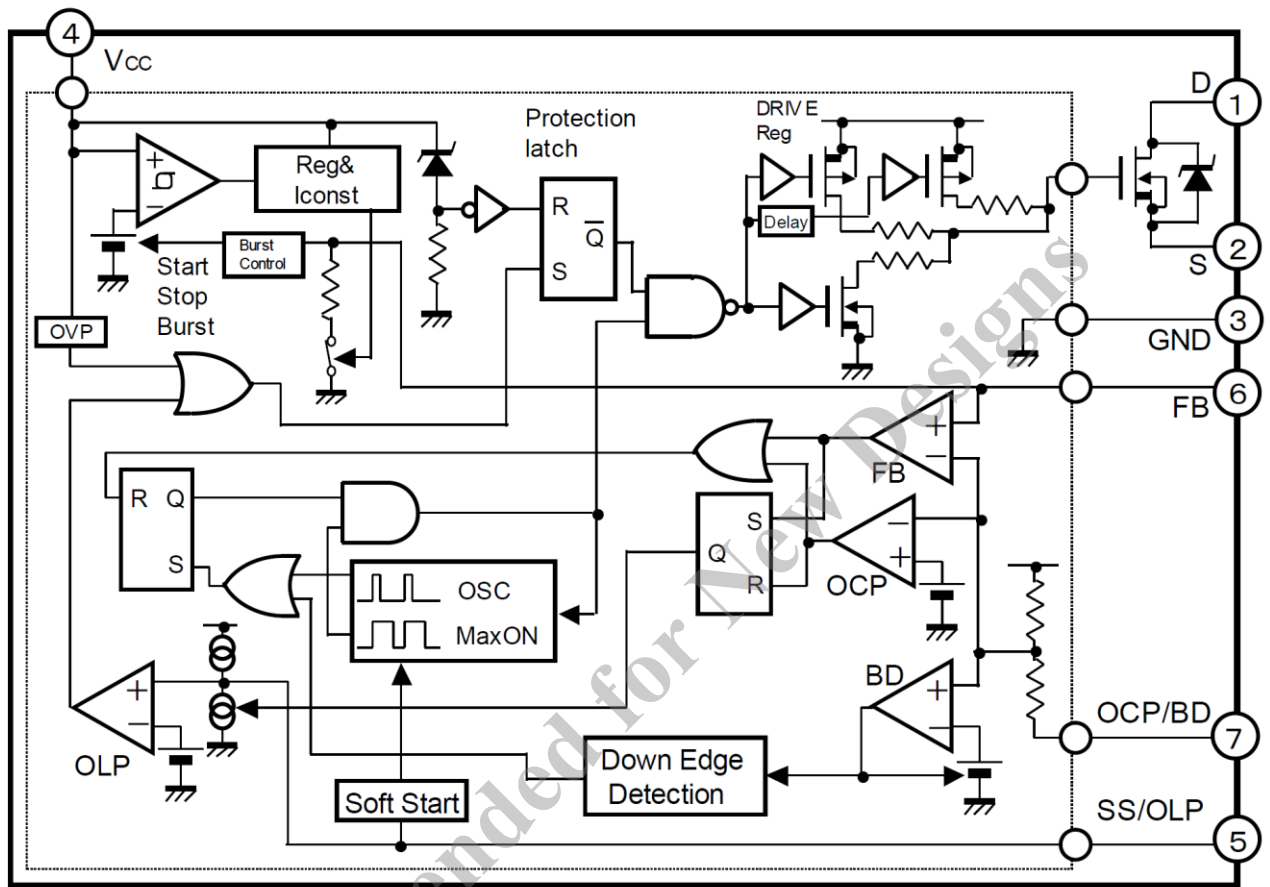 4
VCC
D
1
Protection
latch
DRIVE
Reg
+
−
Reg&
Iconst
R
Q
S
Delay
Burst
Control
Start
Stop
Burst
2
S
OVP
3
GND
6
FB
+
−
FB
R
Q
S
S
Q
R
−
+
OCP
OSC
MaxON
BD
+
−
+
−
OLP
OCP/BD
7
Down Edge
Detection
Soft Start
SS/OLP
5
ended for New Designs